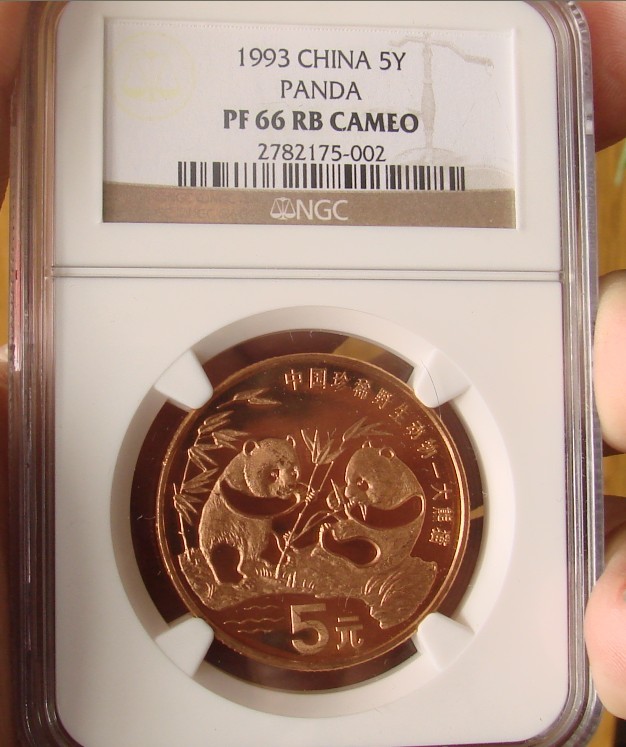 1993 CHINA 5Y
PANDA
PF 66 RB CAMEO
2782175-002
NGC
中国珍稀野生动物—大熊猫
5元